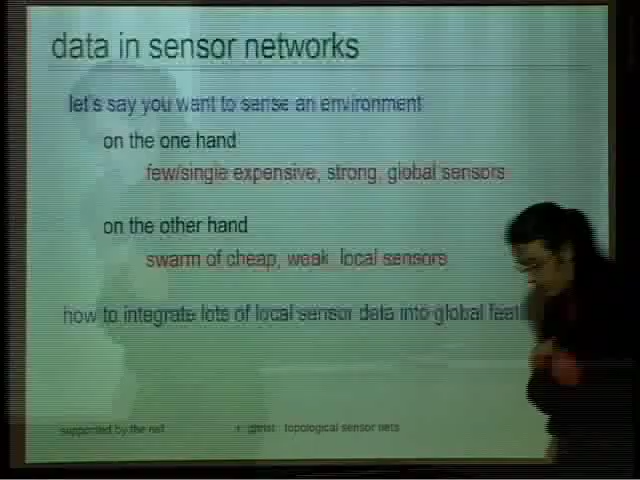 data in sensor networks
let's say you want to sense an environment
on the one hand
few/single expensive, strong, global sensors
on the other hand
swarm of cheap, weak local sensors
how to integrate lots of local sensor data into global
supported by the
r. ghrist topological sensor nets